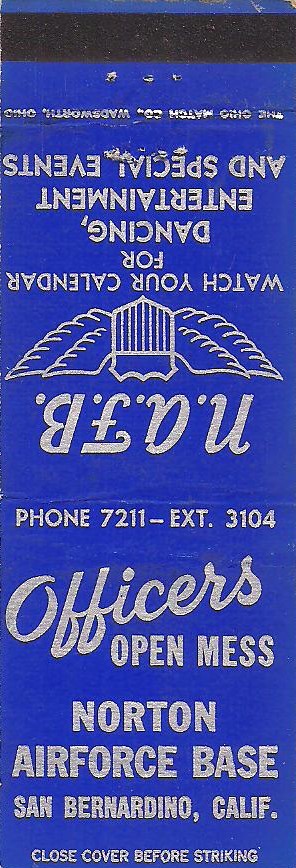 THE OHIO MATCH CO., WADSWORTH, OHIO
N.A.F.B.
WATCH YOUR CALENDAR
FOR
DANCING,
ENTERTAINMENT
AND SPECIAL EVENTS
PHONE 7211 – EXT. 3104
Officers
OPEN MESS
NORTON
AIRFORCE BASE
SAN BERNARDINO, CALIF.
CLOSE COVER BEFORE STRIKING